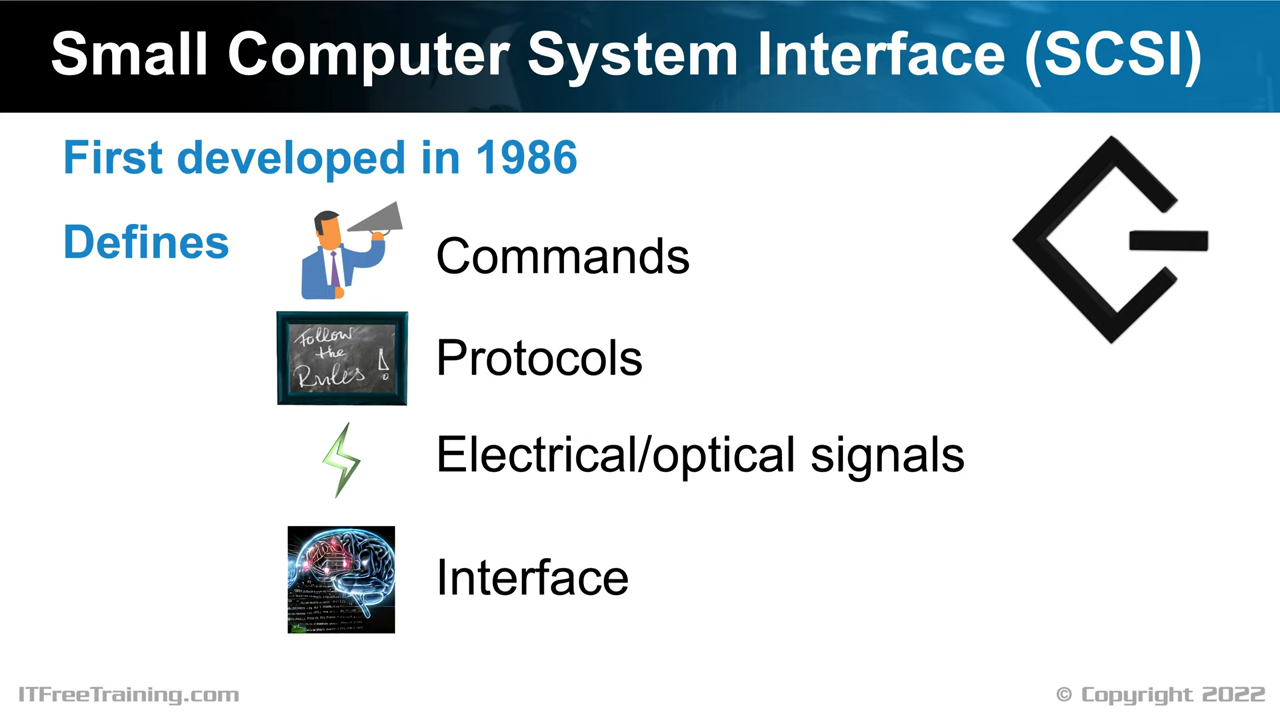 Small Computer System Interface (SCSI)
First developed in 1986
Defines
Commands
Follow
the
Rules!
Protocols
Electrical/optical signals
Interface
ITFreeTraining.com
© Copyright 2022